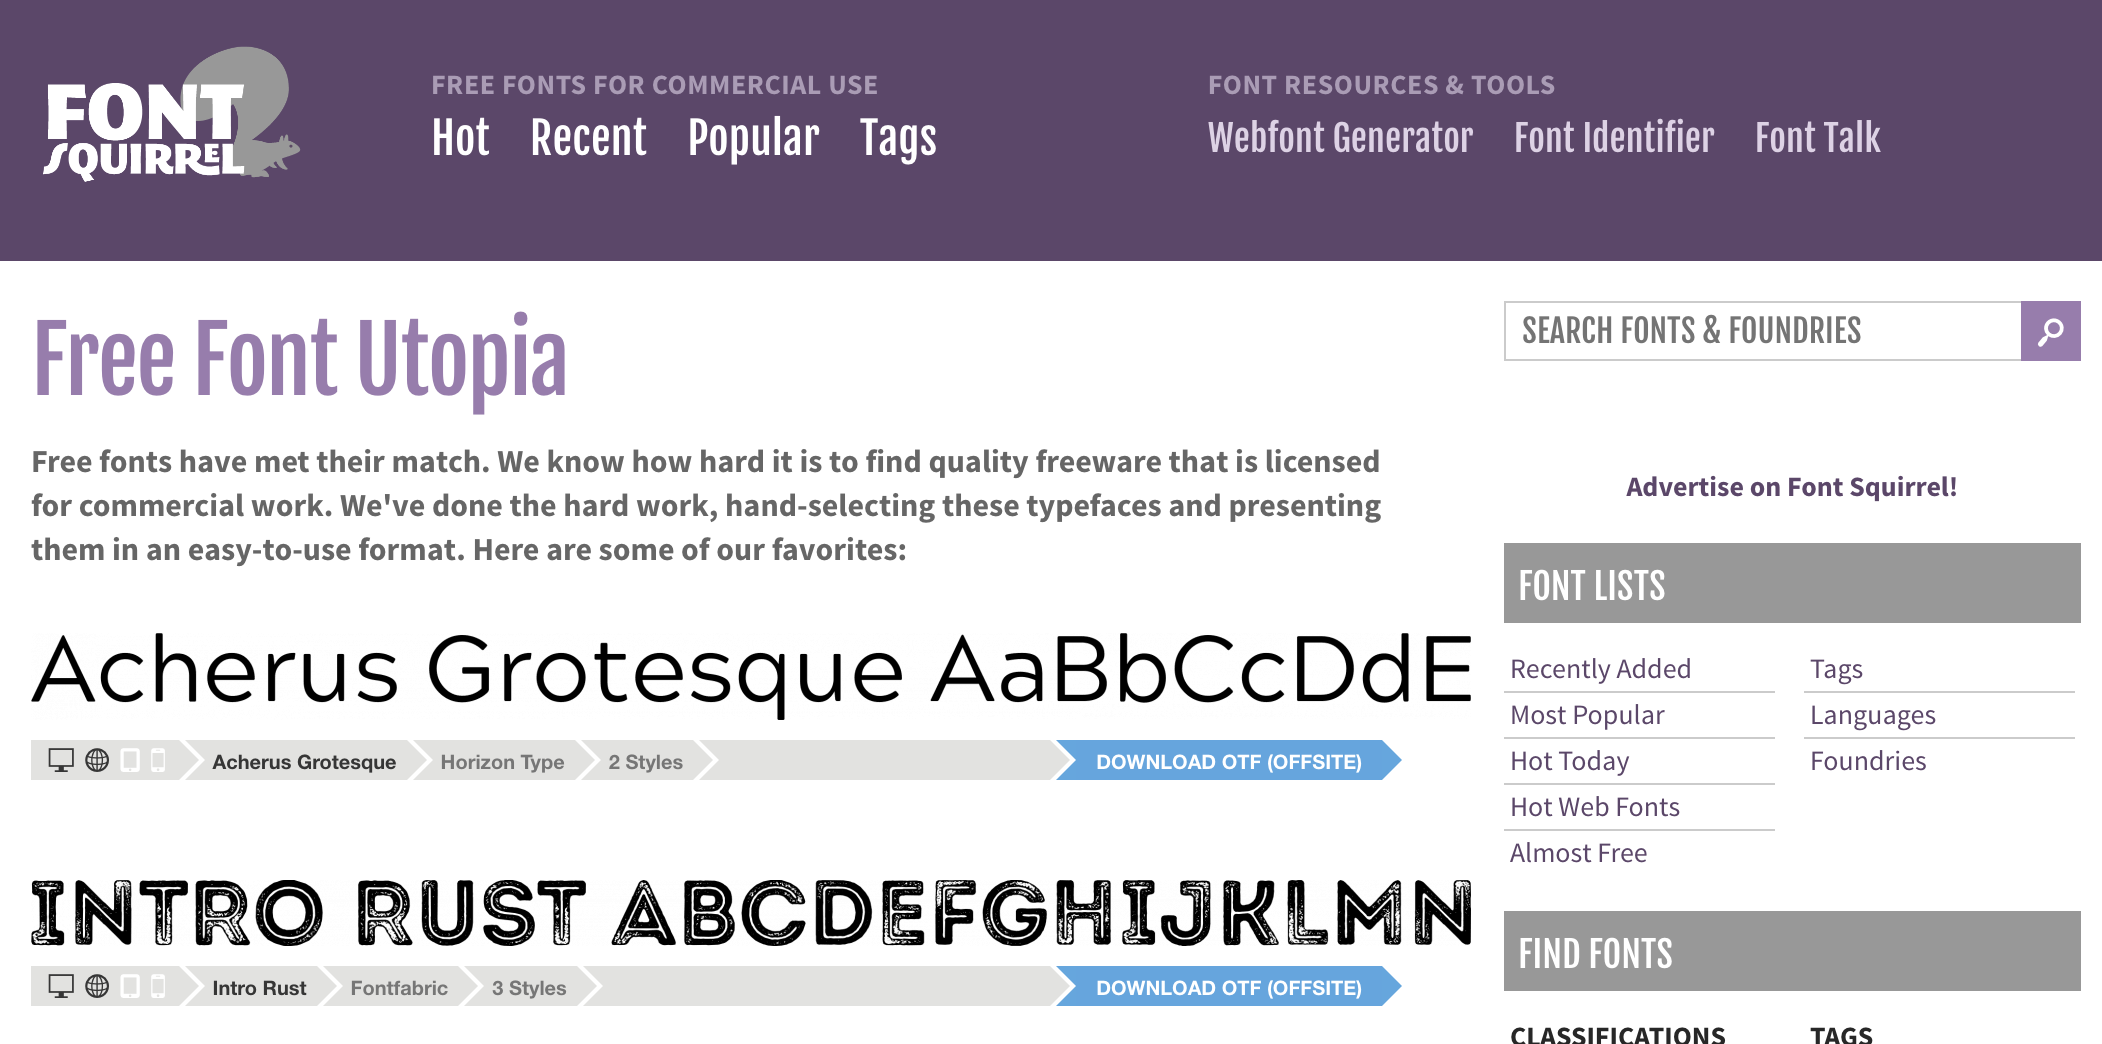 FONT
SQUIRREL
FREE FONTS FOR COMMERCIAL USE
Hot Recent Popular Tags
FONT RESOURCES & TOOLS
Webfont Generator Font Identifier Font Talk
Free Font Utopia
Free fonts have met their match. We know how hard it is to find quality freeware that is licensed
for commercial work. We've done the hard work, hand-selecting these typefaces and presenting
them in an easy-to-use format. Here are some of our favorites:
Acherus Grotesque AaBbCcDdE
Acherus Grotesque Horizon Type 2 Styles DOWNLOAD OTF (OFFSITE)
INTRO RUST ABCDEFGHIJKLMN
Intro Rust Fontfabric 3 Styles DOWNLOAD OTF (OFFSITE)
SEARCH FONTS & FOUNDRIES
Advertise on Font Squirrel!
FONT LISTS
Recently Added Tags
Most Popular Languages
Hot Today Foundries
Hot Web Fonts
Almost Free
FIND FONTS
CLASSIFICATIONS TAGS